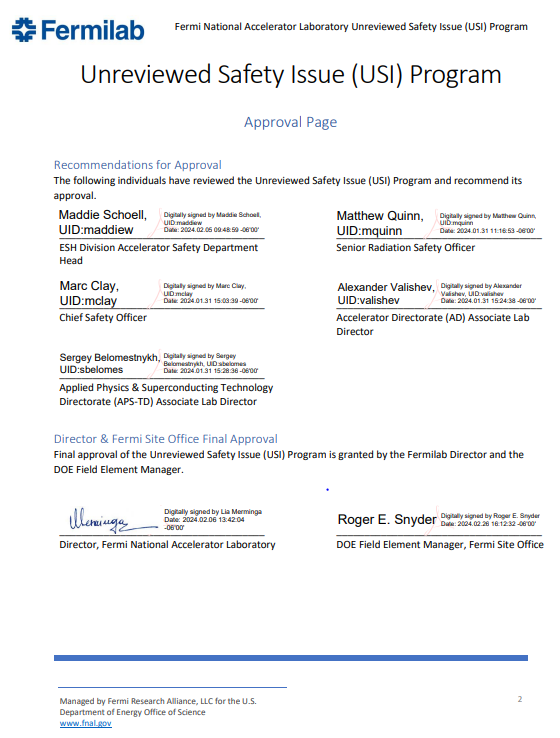 Fermilab
Fermi National Accelerator Laboratory Unreviewed Safety Issue (USI) Program
Unreviewed Safety Issue (USI) Program
Approval Page
Recommendations for Approval
The following individuals have reviewed the Unreviewed Safety Issue (USI) Program and recommend its
approval.
Maddie Schoell,
UID:maddiew
Digitally signed by Maddie Schoell,
UID:maddiew
Date: 2024.02.05 09:48:59 -06'00'
ESH Division Accelerator Safety Department
Head
Matthew Quinn,
UID:mquinn
Digitally signed by Matthew Quinn,
UID:mquinn
Date: 2024.01.31 11:16:53 -06'00'
Senior Radiation Safety Officer
Marc Clay,
UID:mclay
Digitally signed by Marc Clay,
UID:mclay
Date: 2024.01.31 15:03:39 -06'00'
Chief Safety Officer
Alexander Valishev,
UID:valishev
Digitally signed by Alexander
Valishev, UID:valishev
Date: 2024.01.31 15:24:38 -06'00'
Accelerator Directorate (AD) Associate Lab
Director
Sergey Belomestnykh,
UID:sbelomes
Digitally signed by Sergey
Belomestnykh, UID:sbelomes
Date: 2024.01.31 15:28:36 -06'00'
Applied Physics & Superconducting Technology
Directorate (APS-TD) Associate Lab Director
Director & Fermi Site Office Final Approval
Final approval of the Unreviewed Safety Issue (USI) Program is granted by the Fermilab Director and the
DOE Field Element Manager.
Merminga
Digitally signed by Lia Merminga
Date: 2024.02.06 13:42:04
-06'00'
Director, Fermi National Accelerator Laboratory
Roger E. Snyder
Digitally signed by Roger E. Snyder
Date: 2024.02.26 16:12:32 -06'00'
DOE Field Element Manager, Fermi Site Office
Managed by Fermi Research Alliance, LLC for the U.S.
Department of Energy Office of Science
www.fnal.gov
2